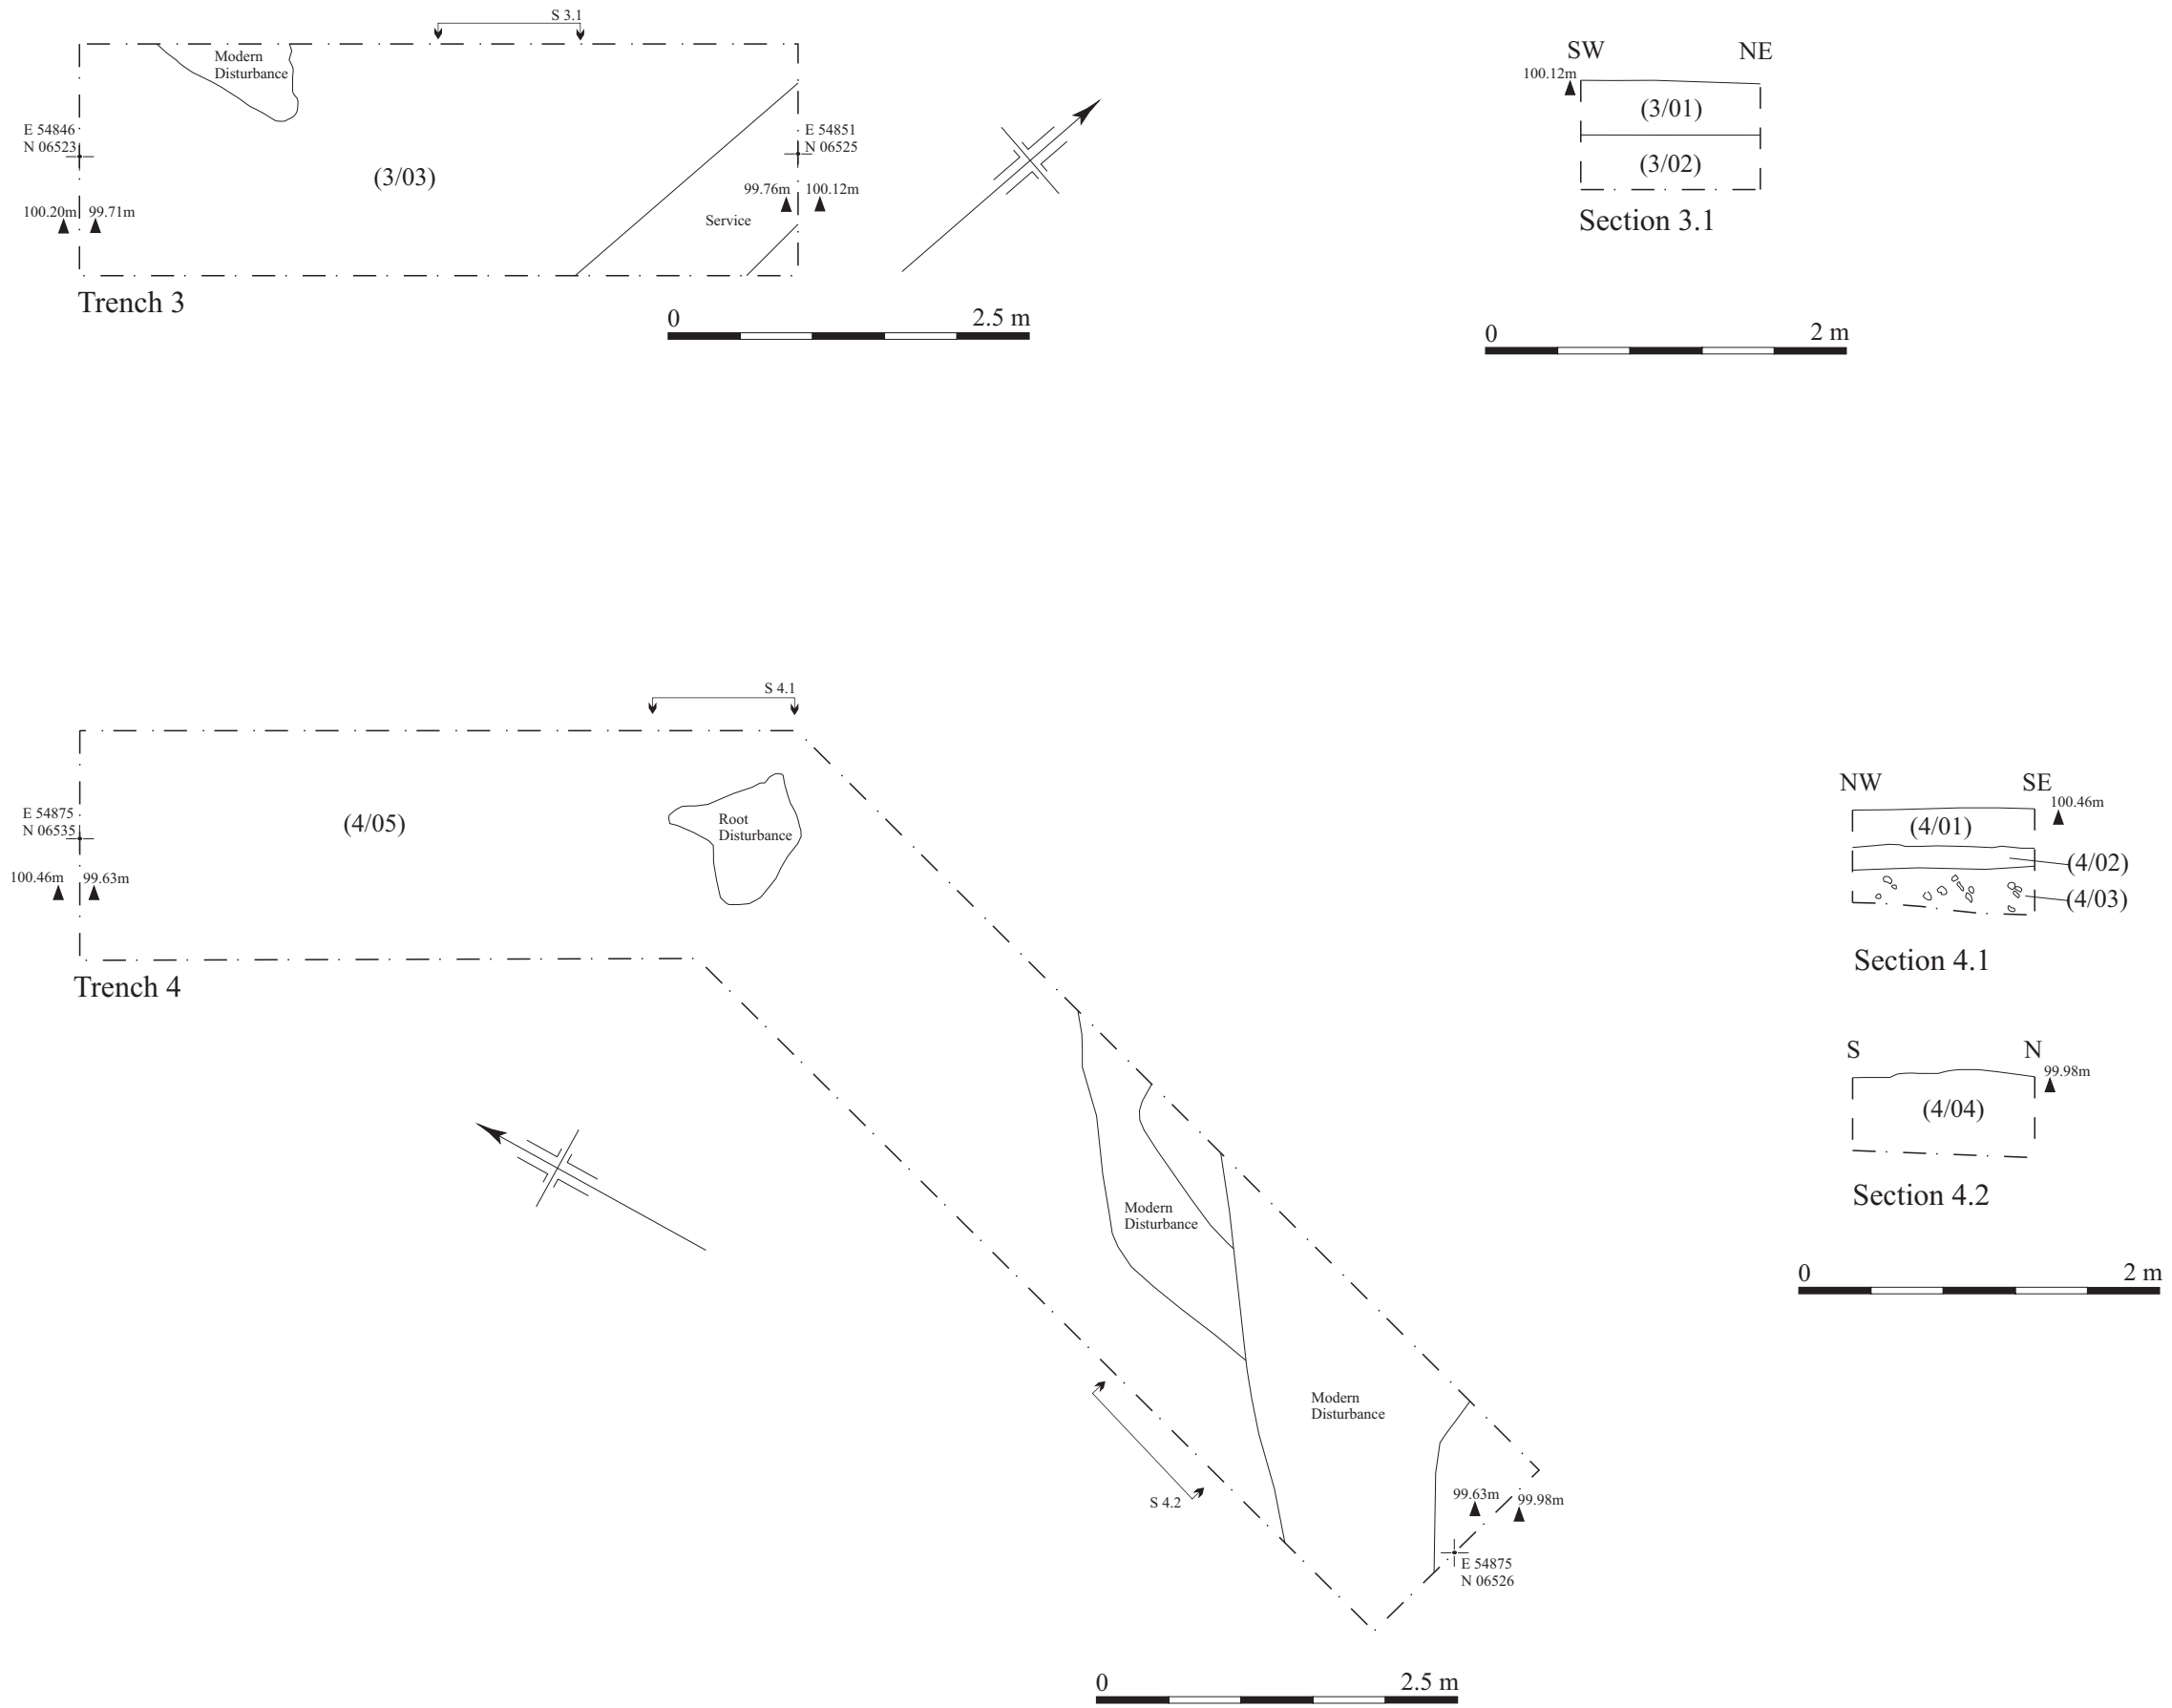 S 3.1
Modern
Disturbance
E 54846
N 06523
(3/03)
E 54851
N 06525
99.76m
100.12m
100.20m
99.71m
Service
Trench 3
0
2.5 m
SW
NE
100.12m
(3/01)
(3/02)
Section 3.1
0
2 m
S 4.1
E 54875
N 06535
(4/05)
Root
Disturbance
100.46m
99.63m
Trench 4
Modern
Disturbance
Modern
Disturbance
S 4.2
99.63m
99.98m
E 54875
N 06526
0
2.5 m
NW
SE
100.46m
(4/01)
(4/02)
(4/03)
Section 4.1
S
N
99.98m
(4/04)
Section 4.2
0
2 m